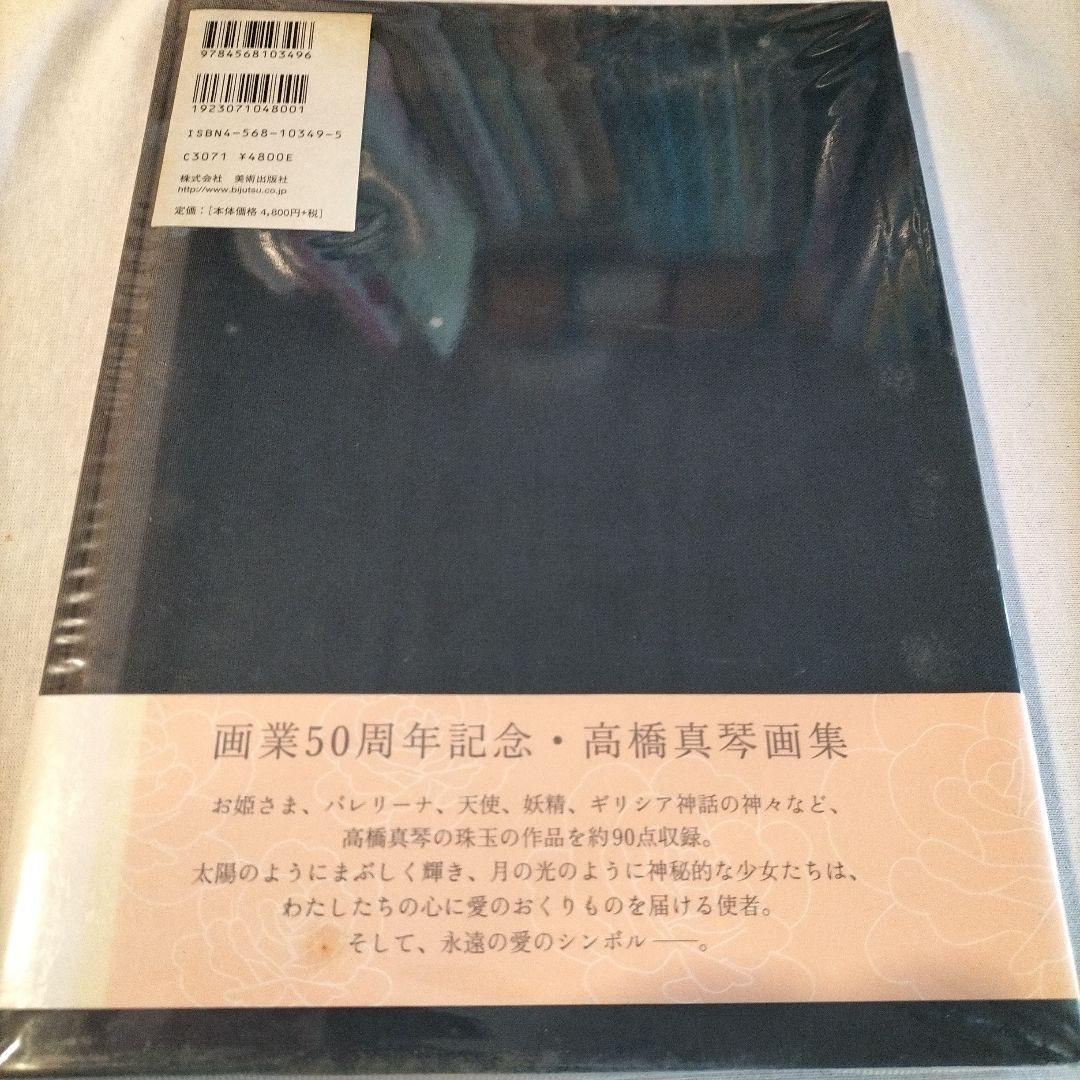 9784568103496
1923071048001
ISBN4-568-10349-5
C3071 ¥4800E
株式会社 美術出版社
http://www.bijutsu.co.jp
定価：[本体価格 4,800円+税]
画業50周年記念・高橋真琴画集
お姫さま、バレリーナ、天使、妖精、ギリシア神話の神々など、
高橋真琴の珠玉の作品を約90点収録。
太陽のようにまぶしく輝き、月の光のように神秘的な少女たちは、
わたしたちの心に愛のおくりものを届ける使者。
そして、永遠の愛のシンボル――。